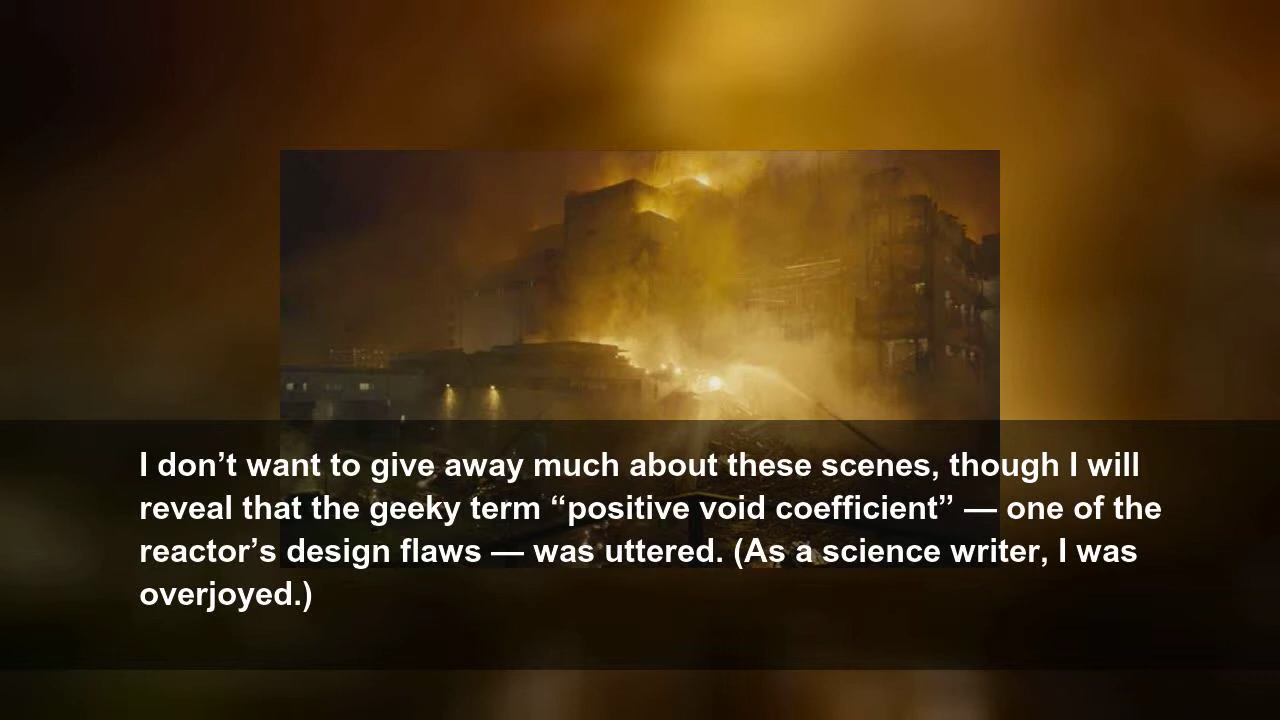 I don’t want to give away much about these scenes, though I will
reveal that the geeky term “positive void coefficient” — one of the
reactor’s design flaws — was uttered. (As a science writer, I was
overjoyed.)